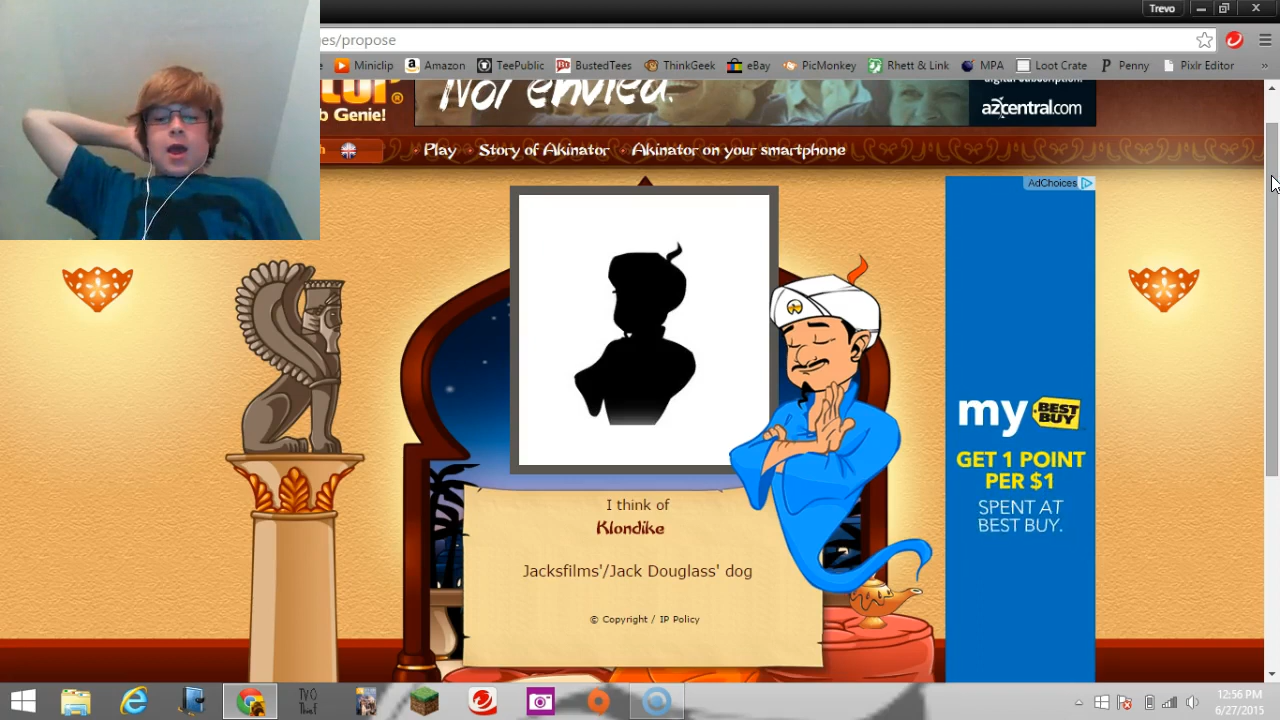 Trevo
es/propose
Miniclip
Amazon
TeePublic
BustedTees
ThinkGeek
eBay
PicMonkey
Rhett & Link
MPA
Loot Crate
P Penny
Pixlr Editor
»
b Genie!
Not envied.
digital subscription.
azcentral.com
Play
Story of Akinator
Akinator on your smartphone
AdChoices
I think of
Klondike
Jacksfilms'/Jack Douglass' dog
© Copyright / IP Policy
my BEST BUY
GET 1 POINT
PER $1
SPENT AT
BEST BUY.
12:56 PM
6/27/2015